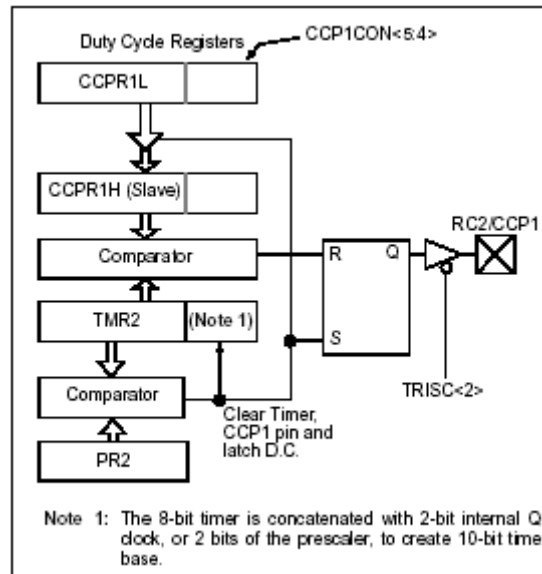 Duty Cycle Registers
CCP1CON<5:4>
CCPR1L
CCPR1H (Slave)
Comparator
R
Q
RC2/CCP1
TMR2
(Note 1)
S
Comparator
TRISC<2>
Clear Timer,
CCP1 pin and
latch D.C.
PR2
Note 1: The 8-bit timer is concatenated with 2-bit internal Q
clock, or 2 bits of the prescaler, to create 10-bit time
base.